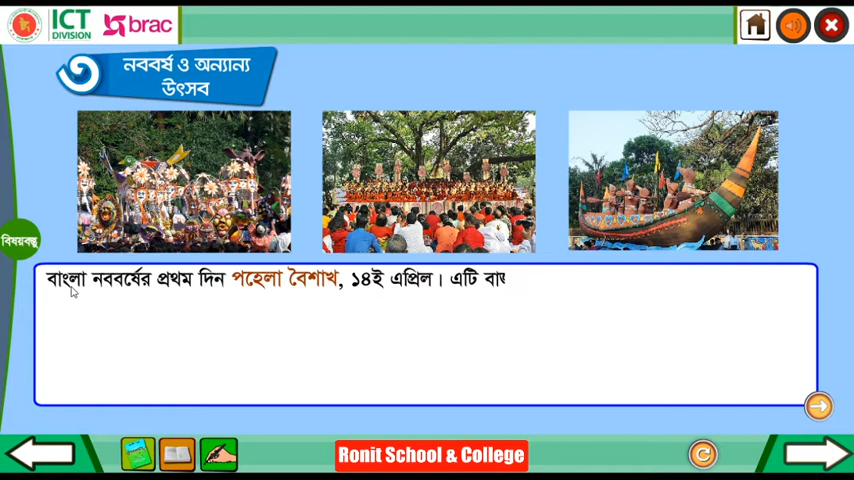 ICT
DIVISION
brac
৩
নববর্ষ ও অন্যান্য
উৎসব
বিষয়বস্তু
বাংলা নববর্ষের প্রথম দিন পহেলা বৈশাখ, ১৪ই এপ্রিল। এটি
Ronit School & College